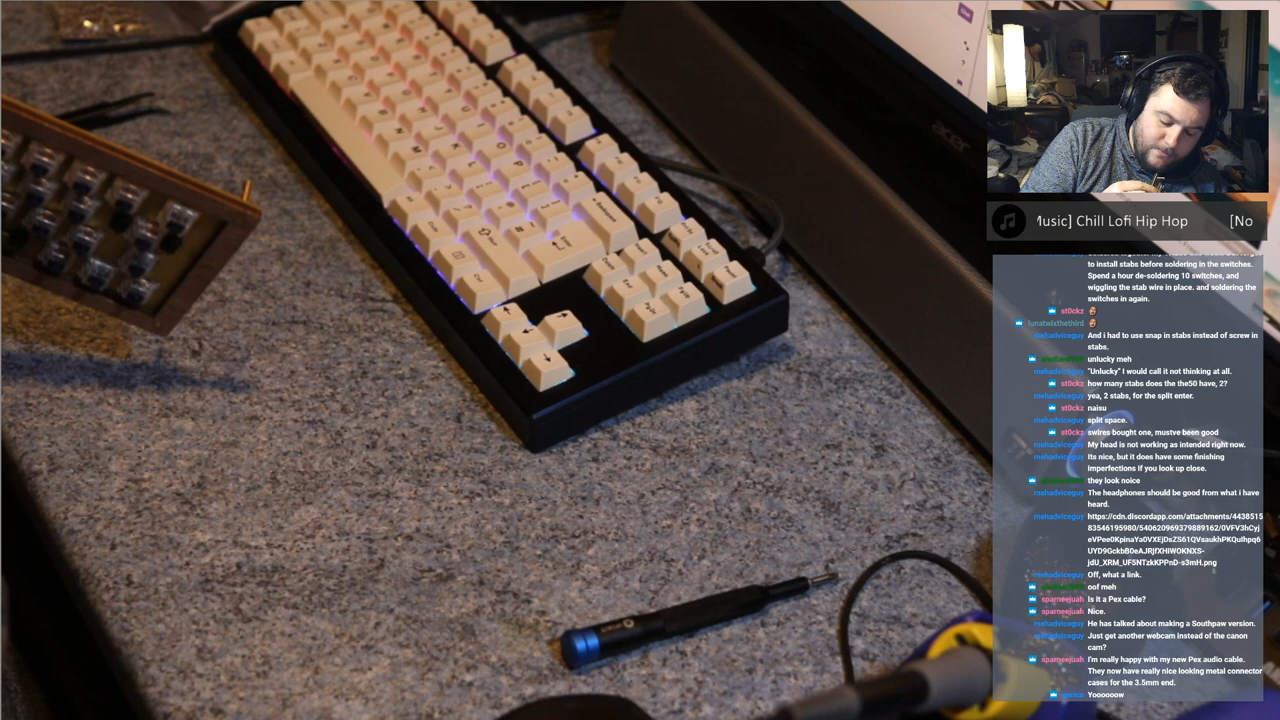 acer
Music] Chill Lofi Hip Hop [No
to install stabs before soldering in the switches.
Spend a hour de-soldering 10 switches, and
wiggling the stab wire in place. and soldering the
switches in again.
st0ckz
lunatwixthethird
mehadviceguy And i had to use snap in stabs instead of screw in
stabs.
unlucky meh
mehadviceguy "Unlucky" I would call it not thinking at all.
st0ckz how many stabs does the the50 have, 2?
mehadviceguy yea, 2 stabs, for the split enter.
st0ckz naisu
mehadviceguy split space.
st0ckz swires bought one, mustve been good
mehadviceguy My head is not working as intended right now.
mehadviceguy Its nice, but it does have some finishing
imperfections if you look up close.
they look noice
mehadviceguy The headphones should be good from what i have
heard.
mehadviceguy https://cdn.discordapp.com/attachments/4438515
mehadviceguy Off, what a link.
oof meh
sparneejuah Is it a Pex cable?
sparneejuah Nice.
mehadviceguy He has talked about making a Southpaw version.
mehadviceguy Just get another webcam instead of the canon
cam?
sparneejuah I'm really happy with my new Pex audio cable.
They now have really nice looking metal connector
cases for the 3.5mm end.
Yoooooow